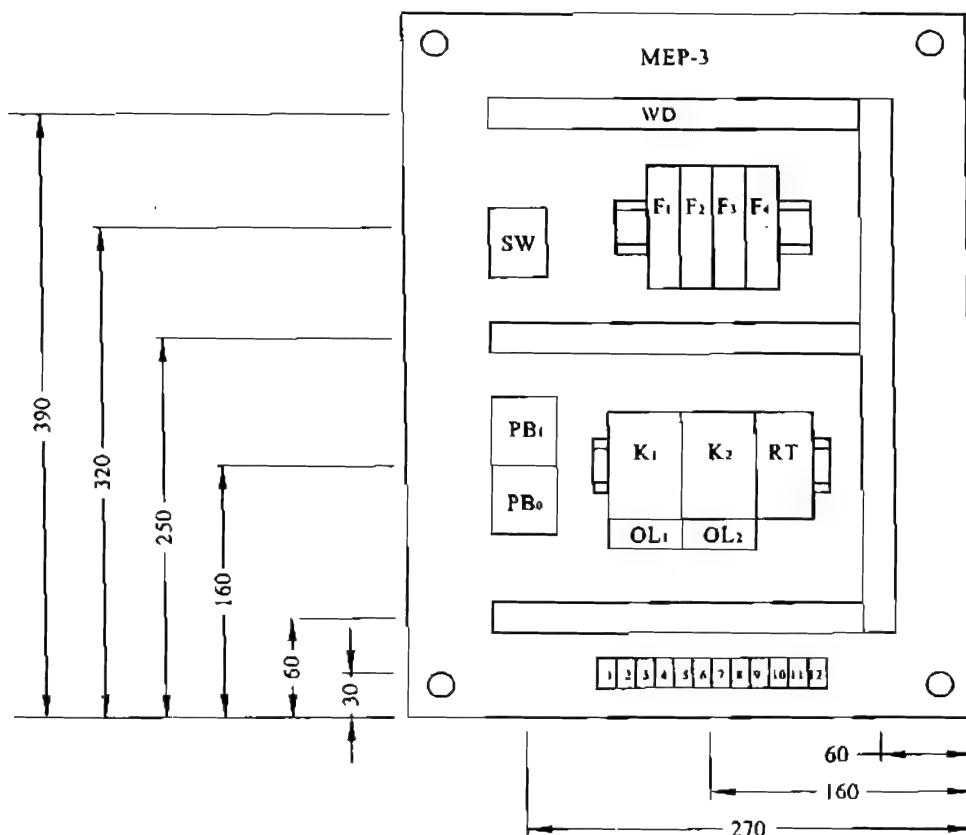 MEP-3
WD
F₁ F₂ F₃ F₄
SW
PB₁
K₁ K₂ RT
PB₀
OL₁ OL₂
1 2 3 4 5 6 7 8 9 10 11 12
390
320
250
160
60
30
60
160
270